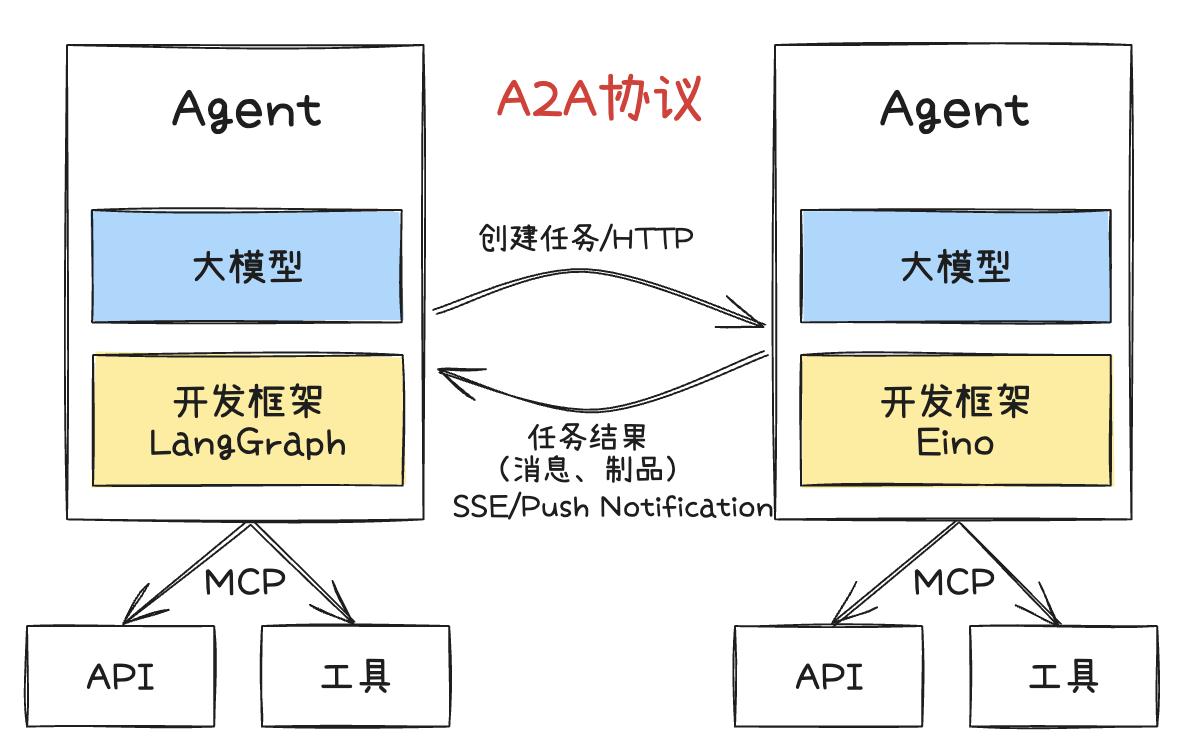 Agent
大模型
开发框架
LangGraph
MCP
API
工具
A2A协议
创建任务/HTTP
任务结果
（消息、制品）
SSE/Push Notification
Agent
大模型
开发框架
Eino
MCP
API
工具